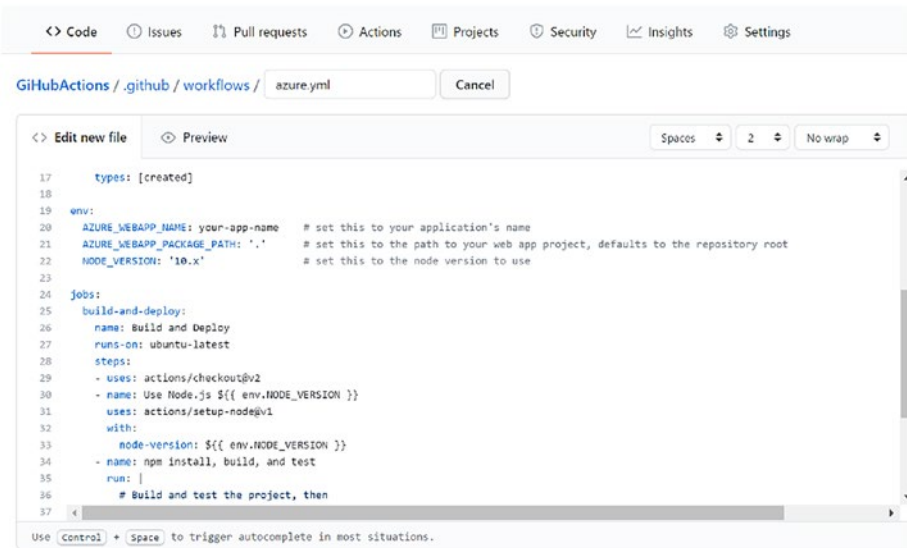 Code Issues Pull requests Actions Projects Security Insights Settings
GiHubActions / .github / workflows / azure.yml Cancel
Edit new file Preview Spaces 2 No wrap
17 types: [created]
18
19 env:
20 AZURE_WEBAPP_NAME: your-app-name # set this to your application's name
21 AZURE_WEBAPP_PACKAGE_PATH: '.' # set this to the path to your web app project, defaults to the repository root
22 NODE_VERSION: '10.x' # set this to the node version to use
23
24 jobs:
25 build-and-deploy:
26 name: Build and Deploy
27 runs-on: ubuntu-latest
28 steps:
29 - uses: actions/checkout@v2
30 - name: Use Node.js ${{ env.NODE_VERSION }}
31 uses: actions/setup-node@v1
32 with:
33 node-version: ${{ env.NODE_VERSION }}
34 - name: npm install, build, and test
35 run: |
36 # Build and test the project, then
37
Use Control + Space to trigger autocomplete in most situations.